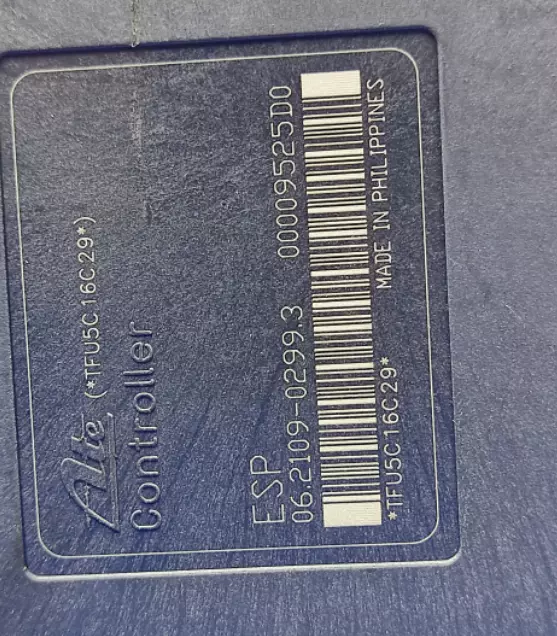 Ate (*TFU5C16C29*)
Controller
ESP
06.2109-0299.3 00009525D0
MADE IN PHILIPPINES
*TFU5C16C29*